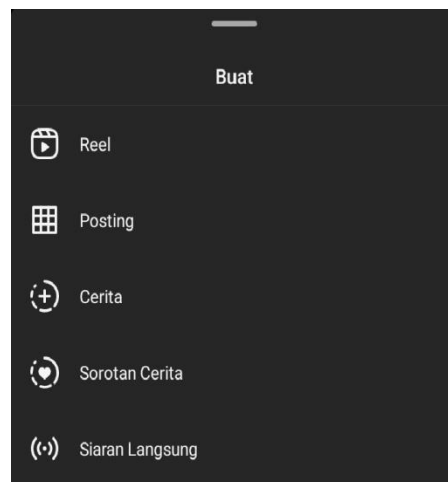 Buat
Reel
Posting
Cerita
Sorotan Cerita
Siaran Langsung